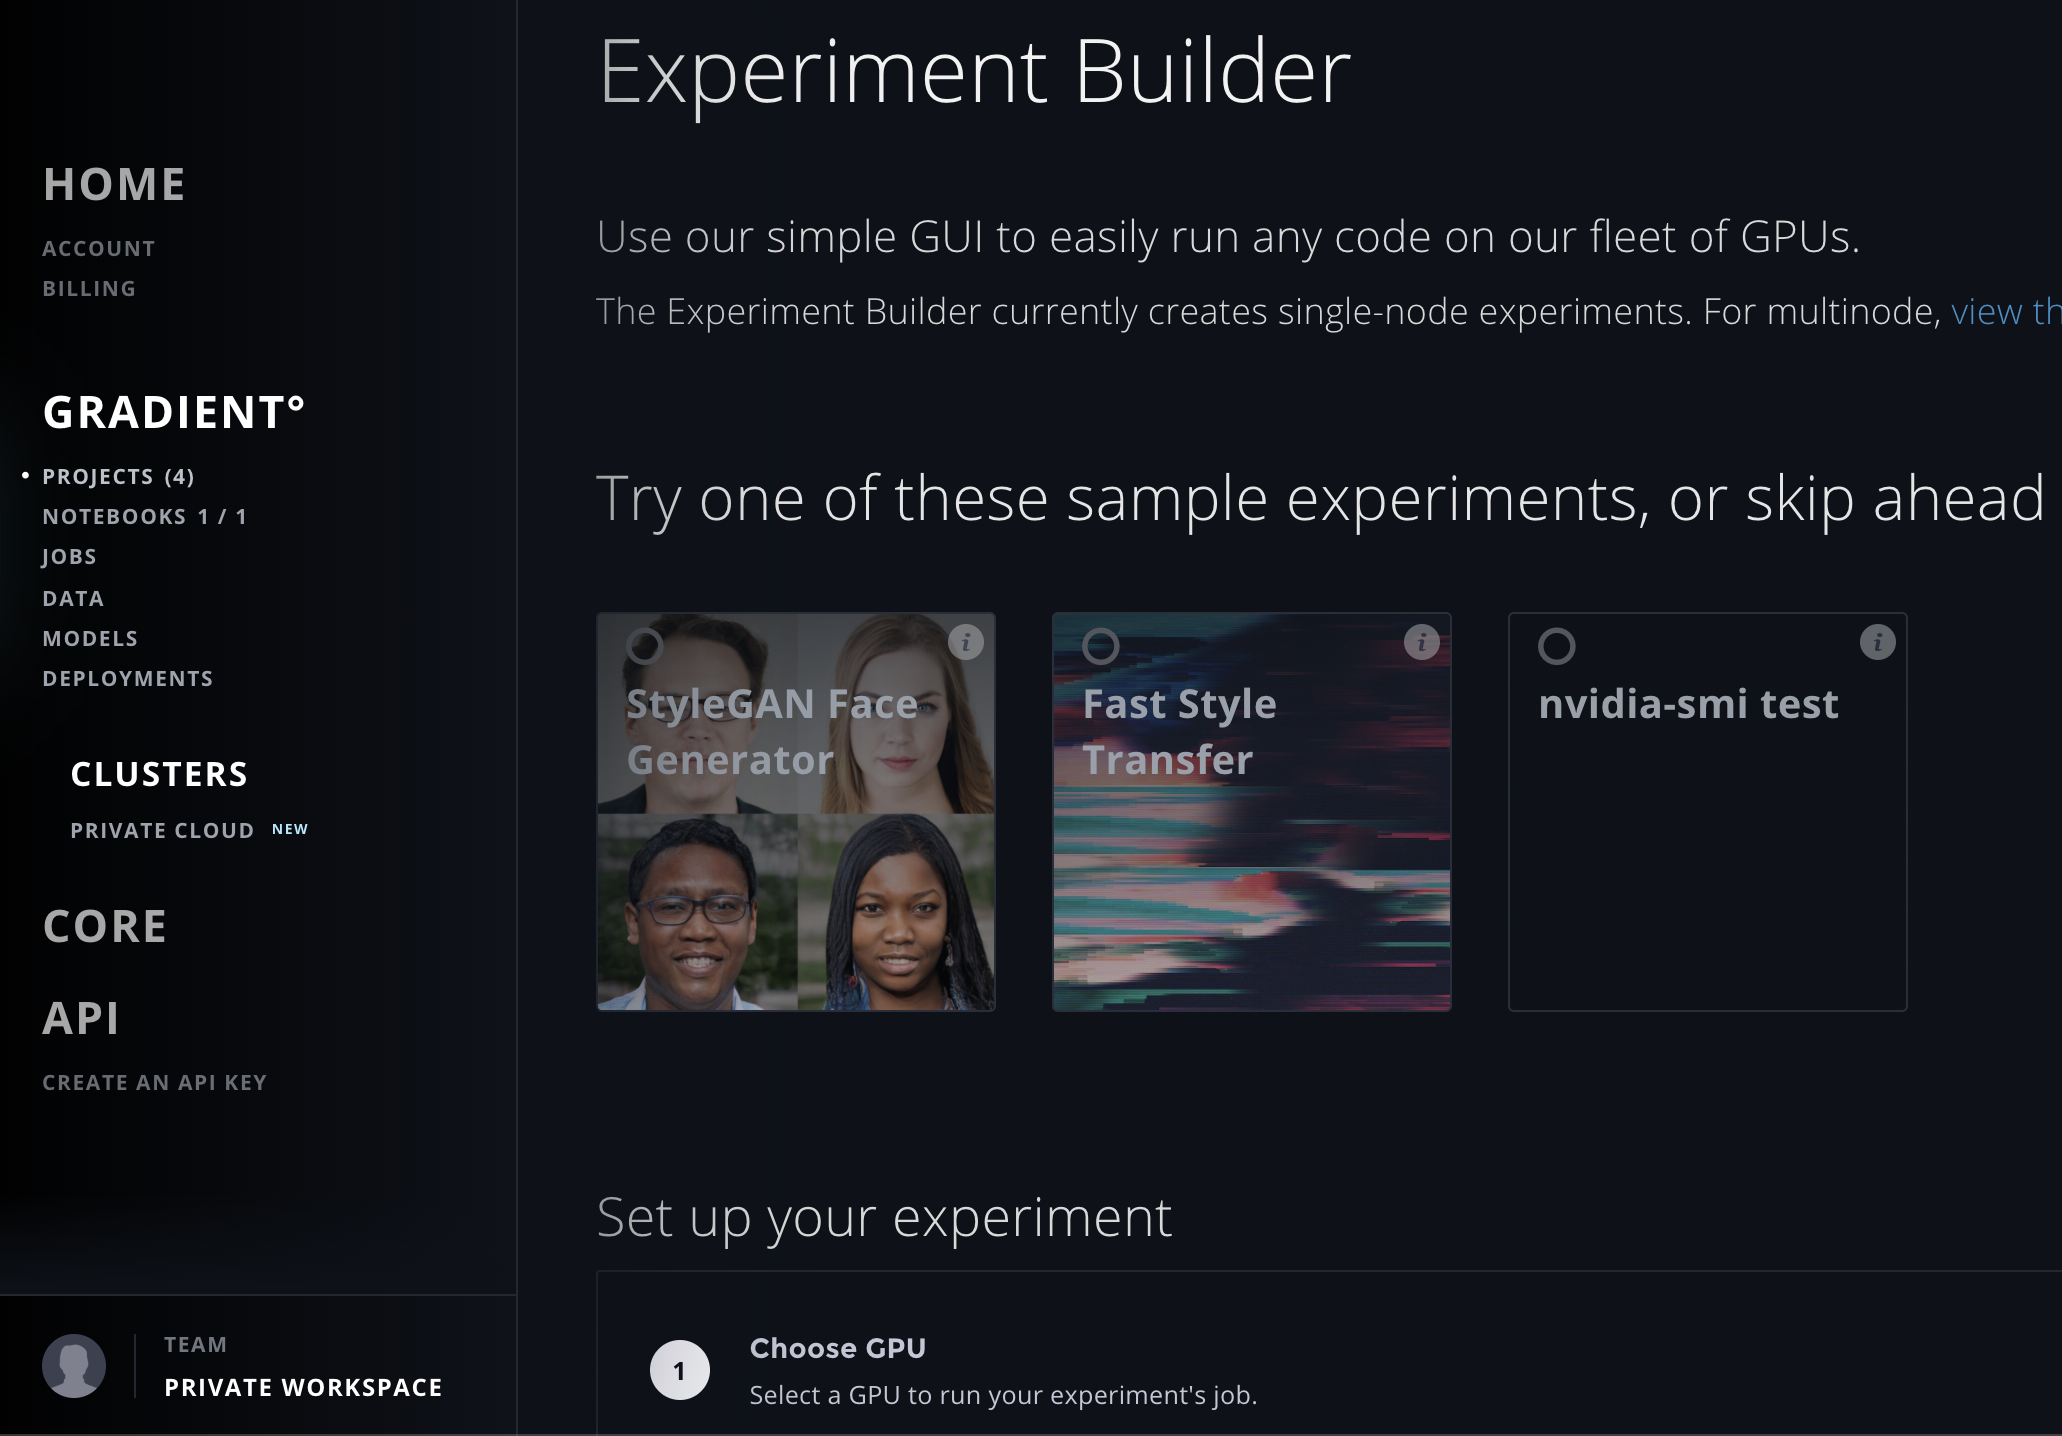 HOME
ACCOUNT
BILLING
GRADIENT°
• PROJECTS (4)
NOTEBOOKS 1 / 1
JOBS
DATA
MODELS
DEPLOYMENTS
CLUSTERS
PRIVATE CLOUD NEW
CORE
API
CREATE AN API KEY
TEAM
PRIVATE WORKSPACE
Experiment Builder
Use our simple GUI to easily run any code on our fleet of GPUs.
The Experiment Builder currently creates single-node experiments. For multinode, view th
Try one of these sample experiments, or skip ahead
i
StyleGAN Face
Generator
i
Fast Style
Transfer
i
nvidia-smi test
Set up your experiment
1
Choose GPU
Select a GPU to run your experiment's job.